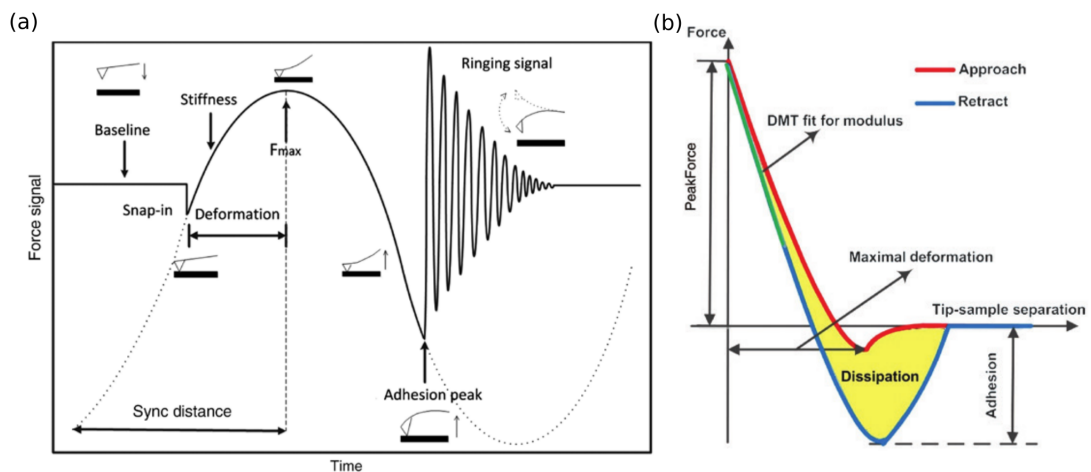 (a)
Baseline
Stiffness
Fmax
Snap-in
Deformation
Ringing signal
Adhesion peak
Sync distance
Force signal
Time
(b)
Force
Approach
Retract
DMT fit for modulus
PeakForce
Maximal deformation
Tip-sample separation
Dissipation
Adhesion